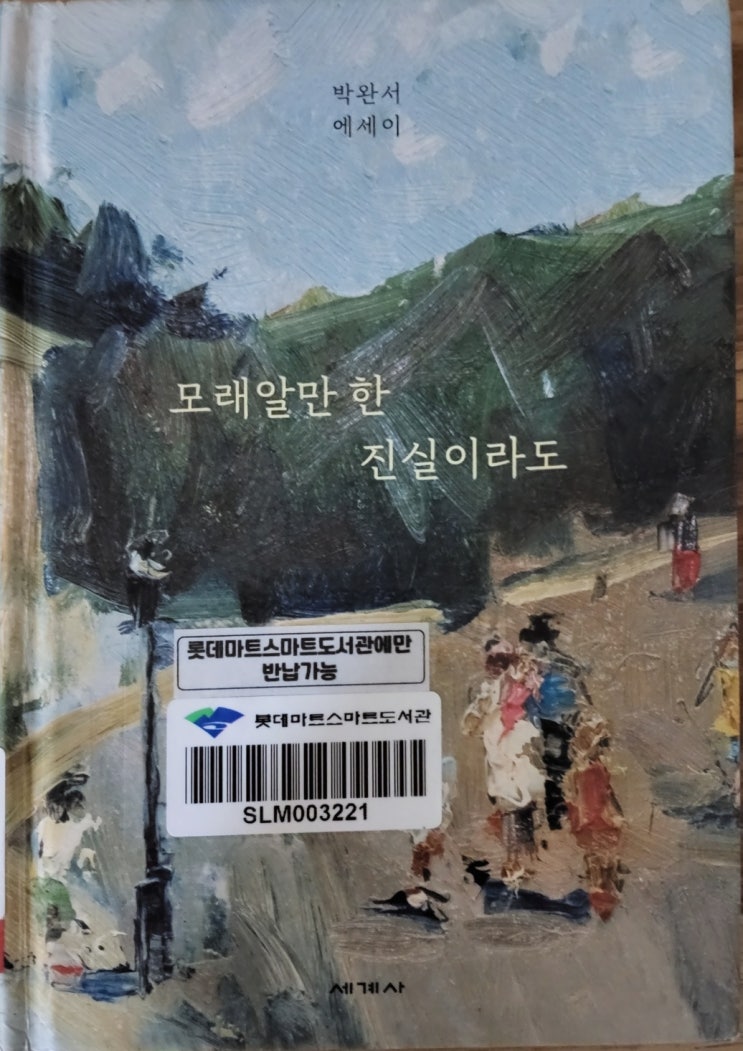 박완서
에세이
모래알만 한
진실이라도
롯데마트스마트도서관에만
반납가능
롯데마트스마트도서관
SLM003221
세계사